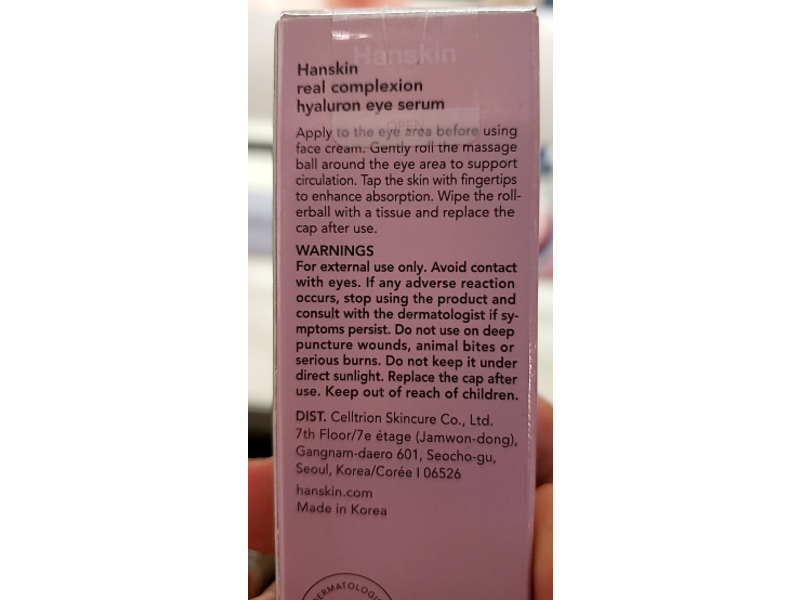 Hanskin
Hanskin
real complexion
hyaluron eye serum
OPEN
Apply to the eye area before using
face cream. Gently roll the massage
ball around the eye area to support
circulation. Tap the skin with fingertips
to enhance absorption. Wipe the roll-
erball with a tissue and replace the
cap after use.
WARNINGS
For external use only. Avoid contact
with eyes. If any adverse reaction
occurs, stop using the product and
consult with the dermatologist if sy-
mptoms persist. Do not use on deep
puncture wounds, animal bites or
serious burns. Do not keep it under
direct sunlight. Replace the cap after
use. Keep out of reach of children.
DIST. Celltrion Skincure Co., Ltd.
7th Floor/7e étage (Jamwon-dong),
Gangnam-daero 601, Seocho-gu,
Seoul, Korea/Corée I 06526
hanskin.com
Made in Korea